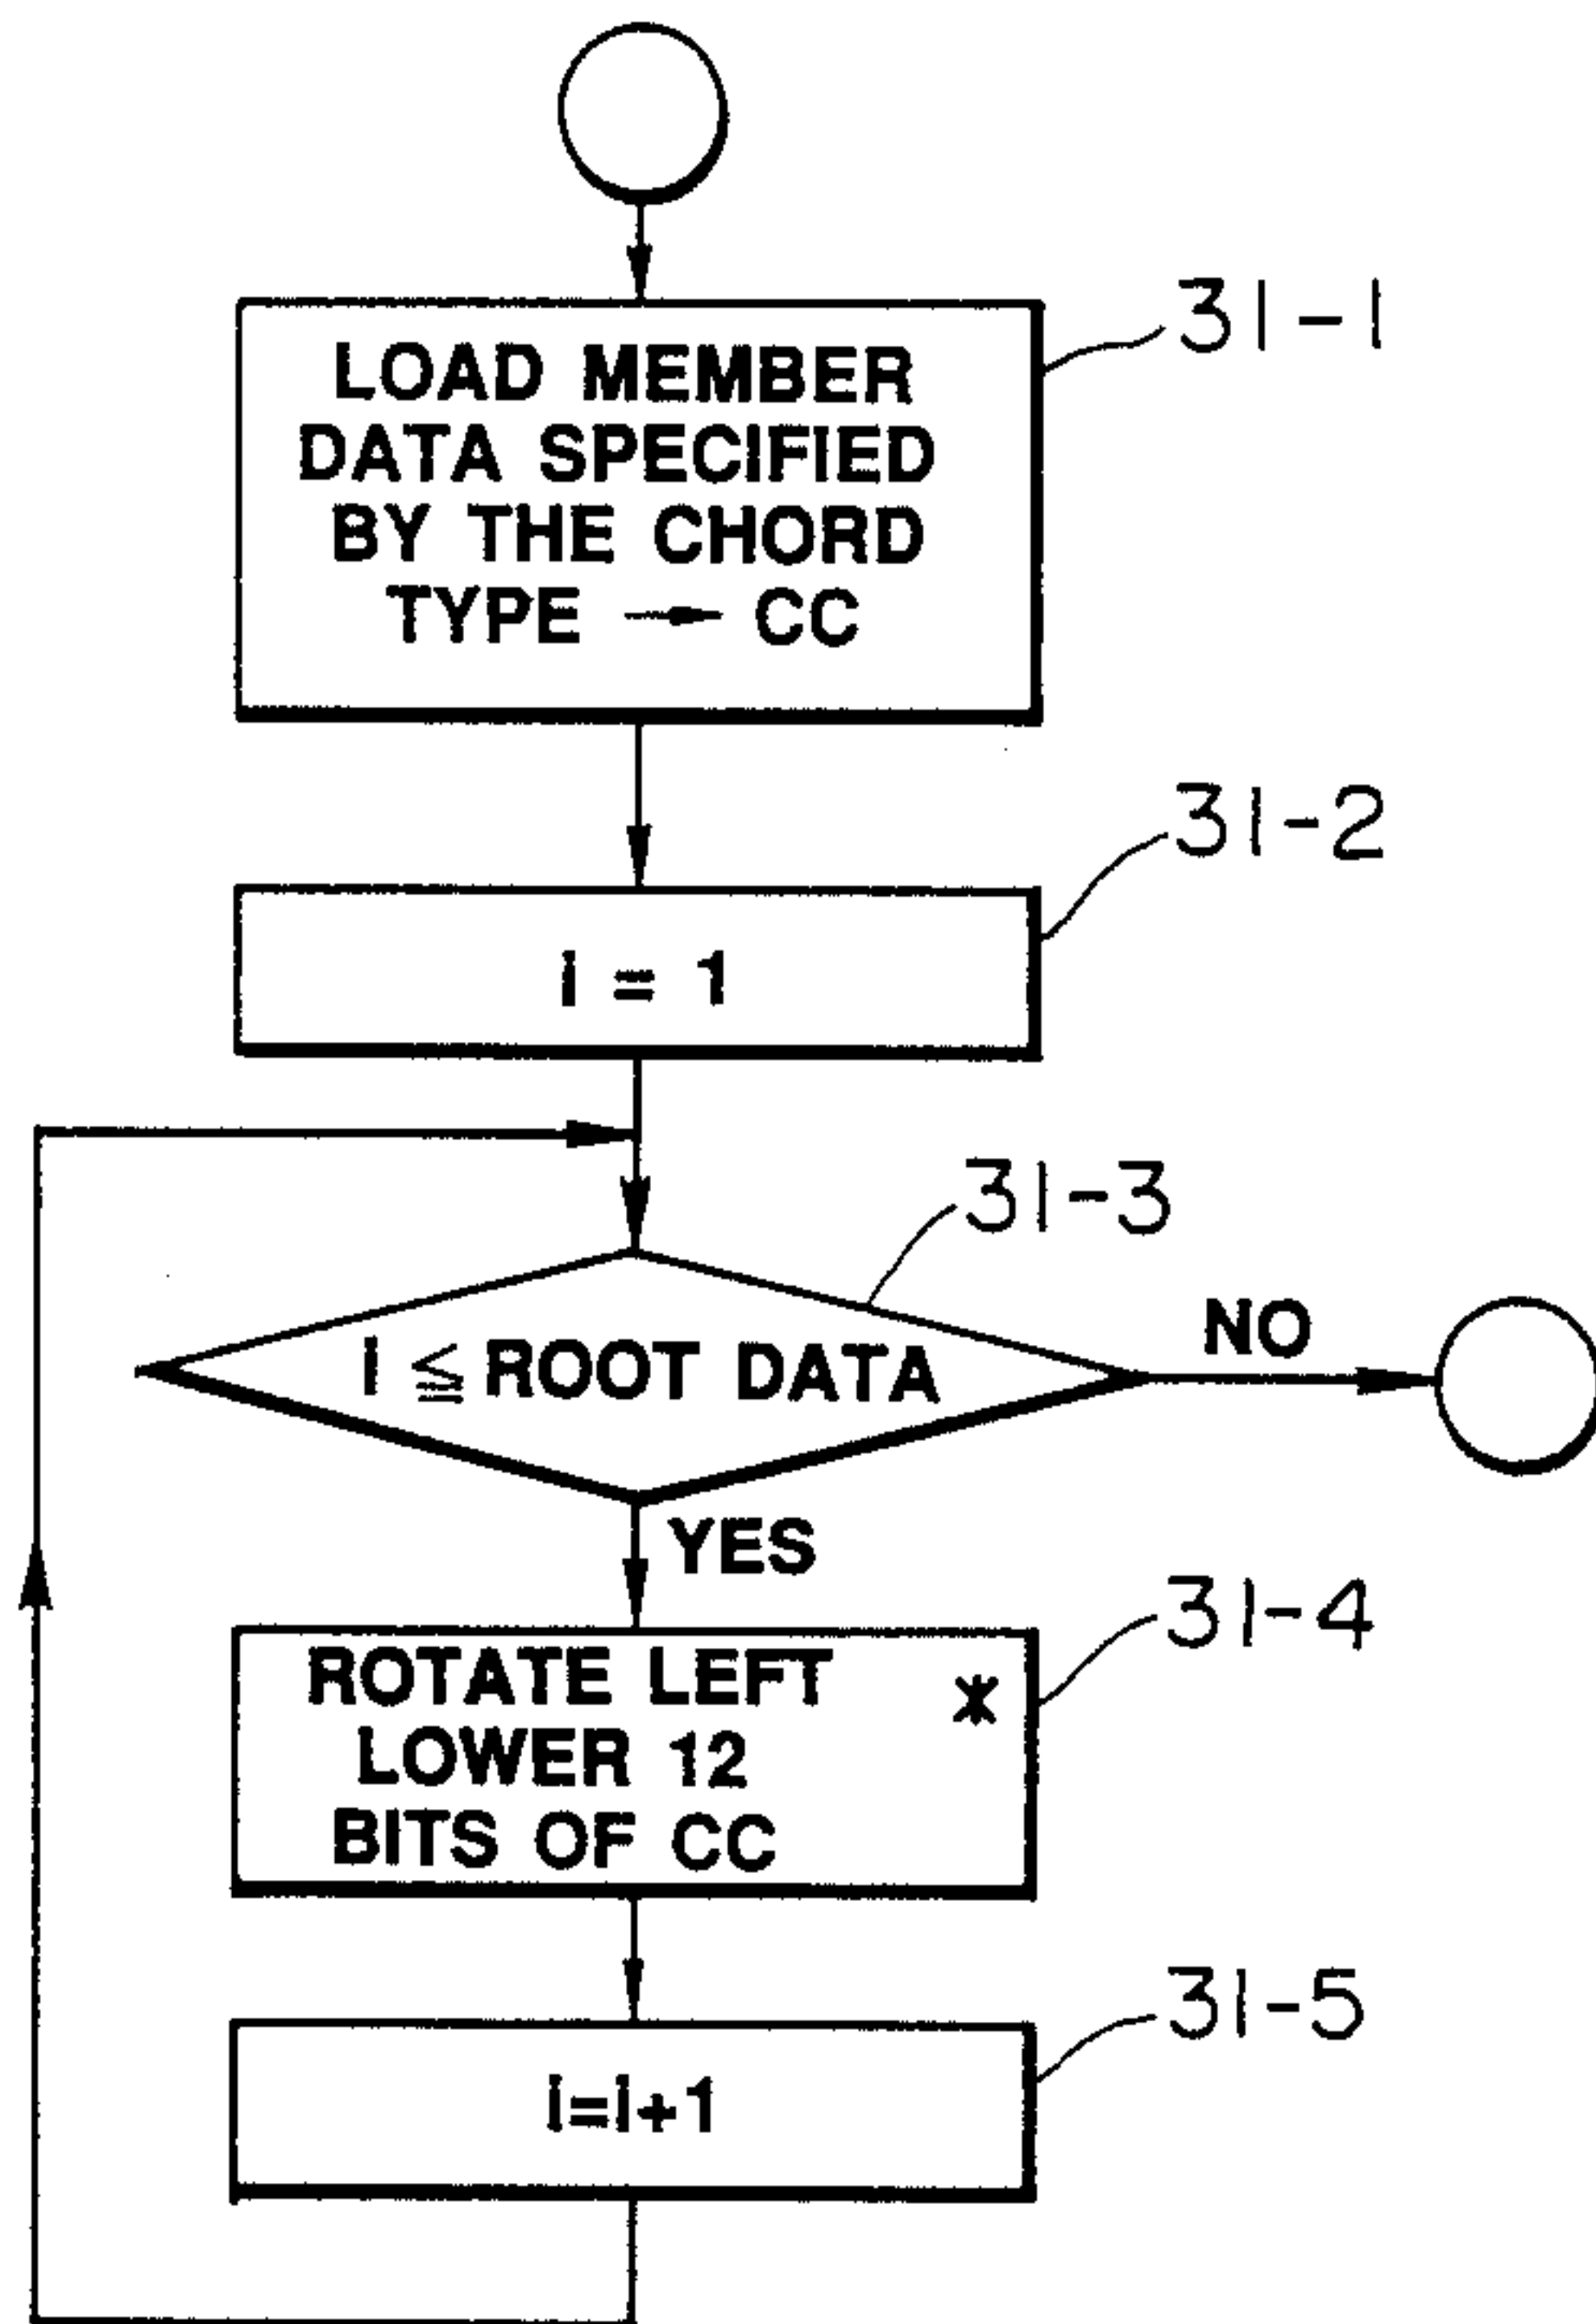 31-1
LOAD MEMBER
DATA SPECIFIED
BY THE CHORD
TYPE → CC
31-2
i = 1
31-3
i ≦ ROOT DATA
NO
YES
31-4
ROTATE LEFT *
LOWER 12
BITS OF CC
31-5
i=i+1